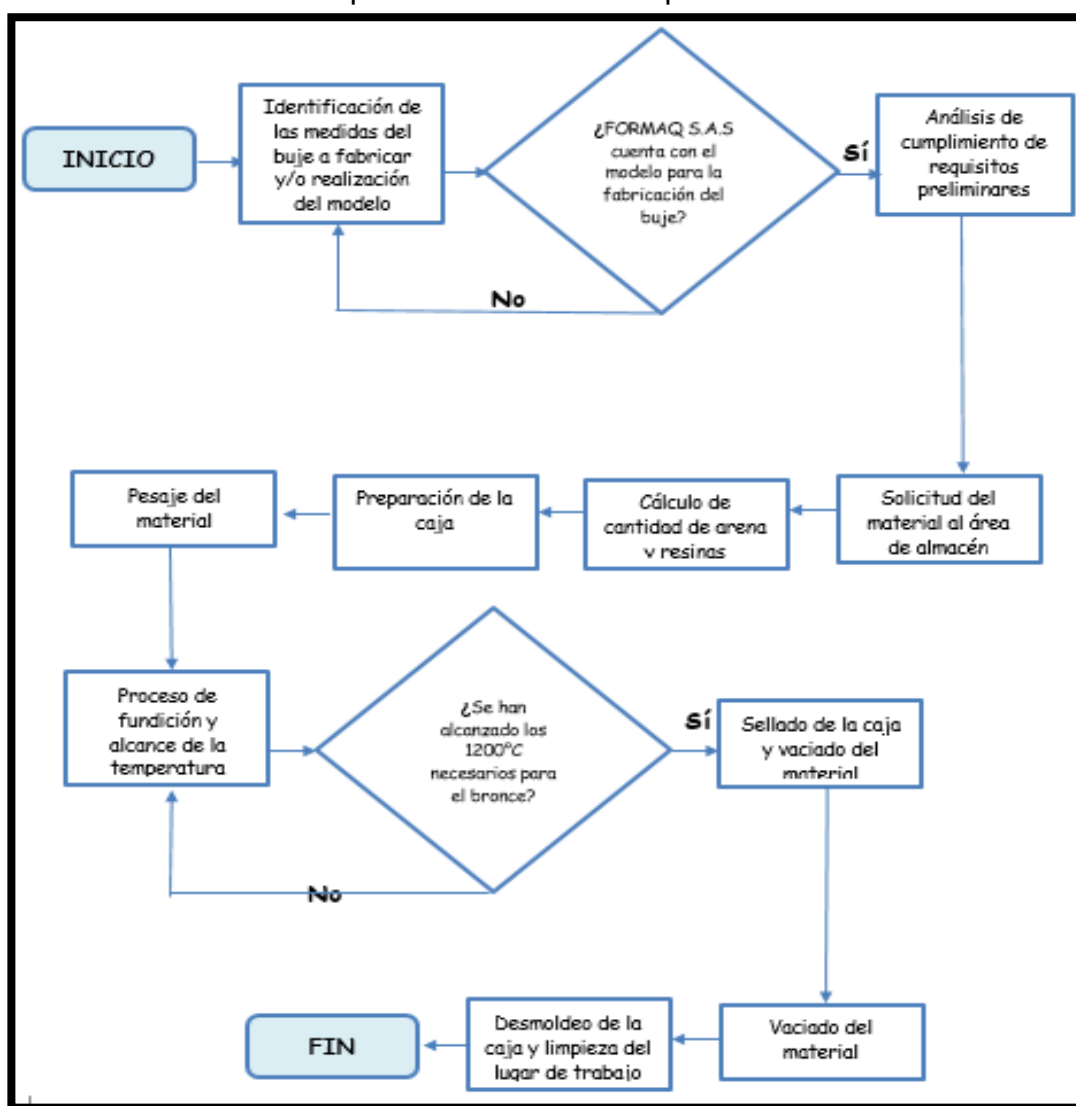 INICIO
Identificación de
las medidas del
buje a fabricar
y/o realización
del modelo
¿FORMAQ S.A.S
cuenta con el
modelo para la
fabricación del
buje?
Sí
No
Análisis de
cumplimiento de
requisitos
preliminares
Solicitud del
material al área
de almacén
Cálculo de
cantidad de arena
y resinas
Preparación de la
caja
Pesaje del
material
Proceso de
fundición y
alcance de la
temperatura
¿Se han
alcanzado los
1200°C
necesarios para
el bronce?
Sí
No
Sellado de la caja
y vaciado del
material
Vaciado del
material
Desmoldeo de la
caja y limpieza del
lugar de trabajo
FIN